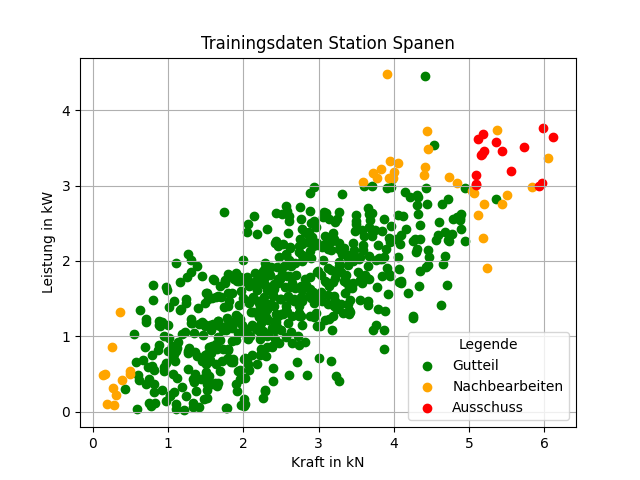 Trainingsdaten Station Spanen
Leistung in kW
4
3
2
1
0
0 1 2 3 4 5 6
Kraft in kN
Legende
Gutteil
Nachbearbeiten
Ausschuss